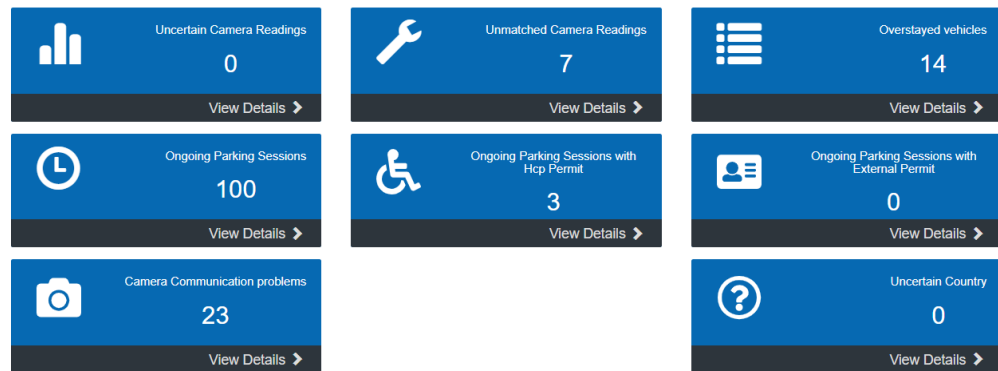 Uncertain Camera Readings
0
View Details
Unmatched Camera Readings
7
View Details
Overstayed vehicles
14
View Details
Ongoing Parking Sessions
100
View Details
Ongoing Parking Sessions with
Hcp Permit
3
View Details
Ongoing Parking Sessions with
External Permit
0
View Details
Camera Communication problems
23
View Details
Uncertain Country
0
View Details